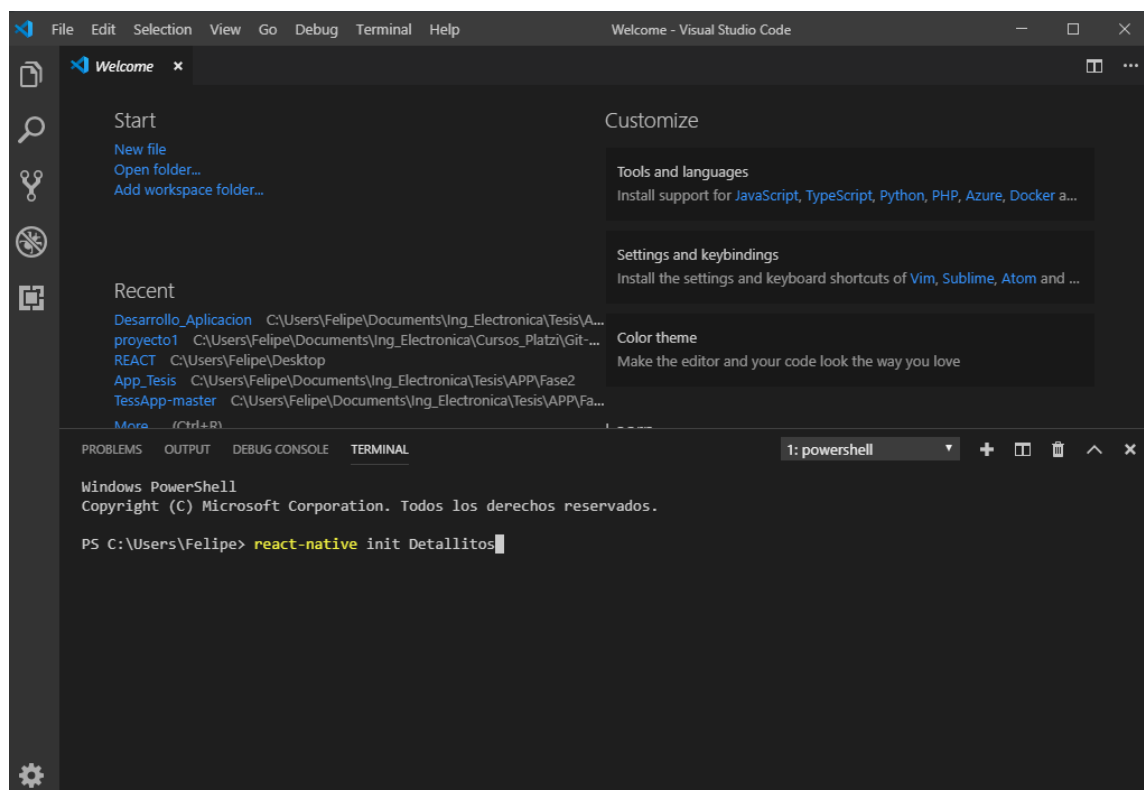 File Edit Selection View Go Debug Terminal Help Welcome - Visual Studio Code
Welcome
Start
New file
Open folder...
Add workspace folder...
Recent
Desarrollo_Aplicacion C:\Users\Felipe\Documents\Ing_Electronica\Tesis\A...
proyecto1 C:\Users\Felipe\Documents\Ing_Electronica\Cursos_Platzi\Git-...
REACT C:\Users\Felipe\Desktop
App_Tesis C:\Users\Felipe\Documents\Ing_Electronica\Tesis\APP\Fase2
TessApp-master C:\Users\Felipe\Documents\Ing_Electronica\Tesis\APP\Fa...
More... (Ctrl+R)
Customize
Tools and languages
Install support for JavaScript, TypeScript, Python, PHP, Azure, Docker a...
Settings and keybindings
Install the settings and keyboard shortcuts of Vim, Sublime, Atom and ...
Color theme
Make the editor and your code look the way you love
PROBLEMS OUTPUT DEBUG CONSOLE TERMINAL 1: powershell
Windows PowerShell
Copyright (C) Microsoft Corporation. Todos los derechos reservados.
PS C:\Users\Felipe> react-native init Detallitos